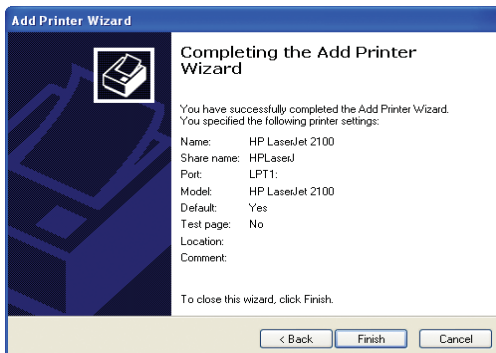 Add Printer Wizard
Completing the Add Printer
Wizard
You have successfully completed the Add Printer Wizard.
You specified the following printer settings:
Name: HP LaserJet 2100
Share name: HPLaserJ
Port: LPT1:
Model: HP LaserJet 2100
Default: Yes
Test page: No
Location:
Comment:
To close this wizard, click Finish.
< Back Finish Cancel